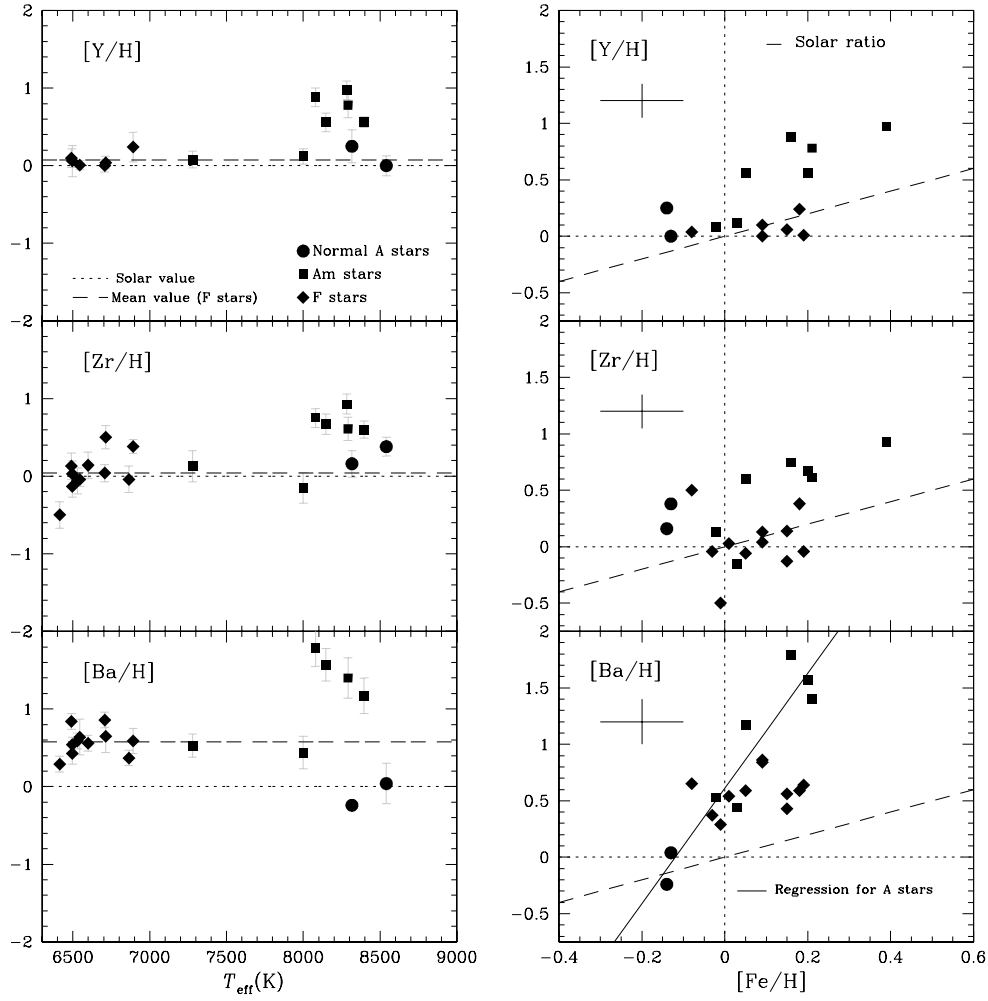 2
[Y/H]
1
0
Normal A stars
−1
Am stars
Solar value
Mean value (F stars)
F stars
−2
2
[Zr/H]
1
0
−1
−2
2
[Ba/H]
1
0
−1
−2
6500 7000 7500 8000 8500 9000
Teff(K)
2
[Y/H]
Solar ratio
1.5
1
0.5
0
−0.5
2
[Zr/H]
1.5
1
0.5
0
−0.5
2
[Ba/H]
1.5
1
0.5
0
Regression for A stars
−0.5
−0.4 −0.2 0 0.2 0.4 0.6
[Fe/H]